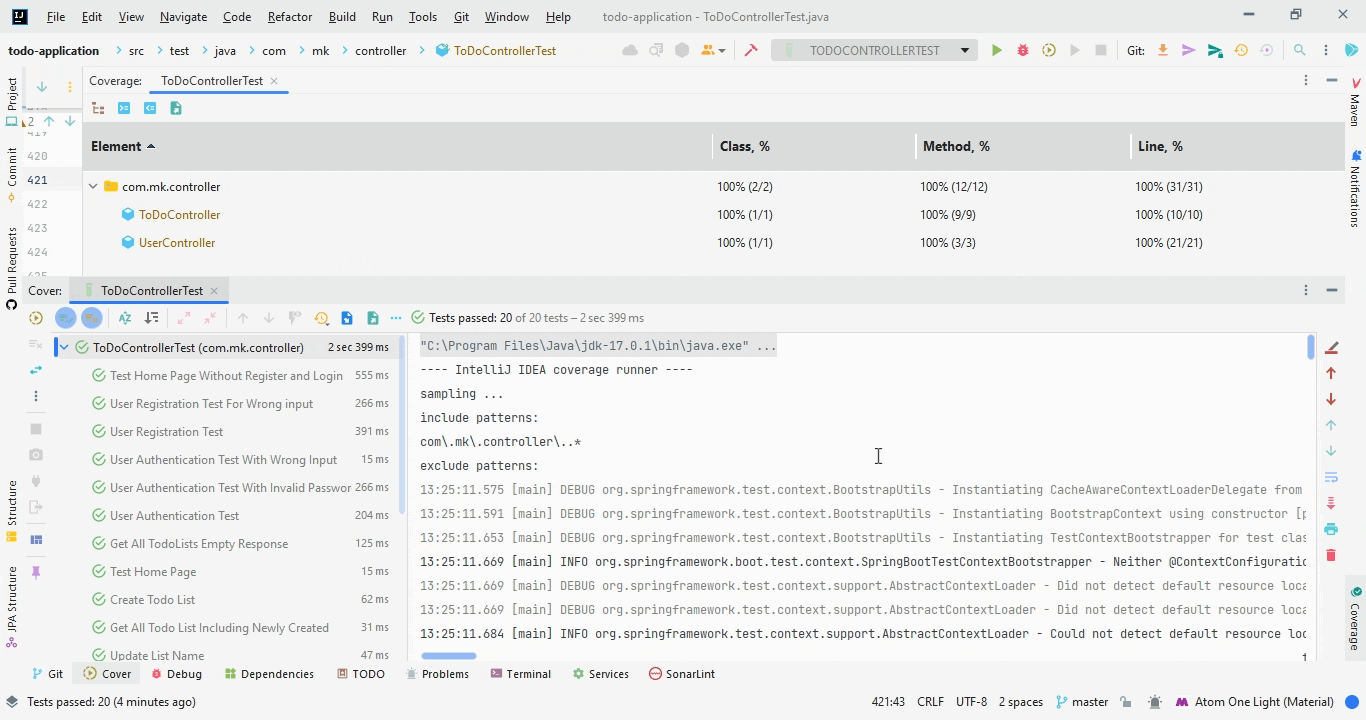 File Edit View Navigate Code Refactor Build Run Tools Git Window Help todo-application - ToDoControllerTest.java
todo-application src test java com mk controller ToDoControllerTest TODOCONTROLLERTEST Git:
Project
Commit
Pull Requests
Structure
JPA Structure
2
420
421
422
423
424
Coverage: ToDoControllerTest
Element Class, % Method, % Line, %
com.mk.controller 100% (2/2) 100% (12/12) 100% (31/31)
ToDoController 100% (1/1) 100% (9/9) 100% (10/10)
UserController 100% (1/1) 100% (3/3) 100% (21/21)
Maven
Notifications
Coverage
Cover: ToDoControllerTest
Tests passed: 20 of 20 tests – 2 sec 399 ms
ToDoControllerTest (com.mk.controller) 2 sec 399 ms
Test Home Page Without Register and Login 555 ms
User Registration Test For Wrong input 266 ms
User Registration Test 391 ms
User Authentication Test With Wrong Input 15 ms
User Authentication Test With Invalid Passwor 266 ms
User Authentication Test 204 ms
Get All TodoLists Empty Response 125 ms
Test Home Page 15 ms
Create Todo List 62 ms
Get All Todo List Including Newly Created 31 ms
Update List Name 47 ms
"C:\Program Files\Java\jdk-17.0.1\bin\java.exe" ...
---- IntelliJ IDEA coverage runner ----
sampling ...
include patterns:
com\.mk\.controller\..*
exclude patterns:
13:25:11.575 [main] DEBUG org.springframework.test.context.BootstrapUtils - Instantiating CacheAwareContextLoaderDelegate from
13:25:11.591 [main] DEBUG org.springframework.test.context.BootstrapUtils - Instantiating BootstrapContext using constructor [p
13:25:11.653 [main] DEBUG org.springframework.test.context.BootstrapUtils - Instantiating TestContextBootstrapper for test clas
13:25:11.669 [main] INFO org.springframework.boot.test.context.SpringBootTestContextBootstrapper - Neither @ContextConfiguratic
13:25:11.669 [main] DEBUG org.springframework.test.context.support.AbstractContextLoader - Did not detect default resource loca
13:25:11.669 [main] DEBUG org.springframework.test.context.support.AbstractContextLoader - Did not detect default resource loca
13:25:11.684 [main] INFO org.springframework.test.context.support.AbstractContextLoader - Could not detect default resource loc
Git Cover Debug Dependencies TODO Problems Terminal Services SonarLint
Tests passed: 20 (4 minutes ago) 421:43 CRLF UTF-8 2 spaces master Atom One Light (Material)